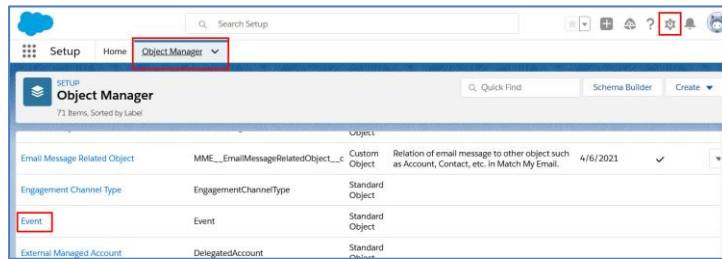 Search Setup
Setup Home Object Manager
SETUP
Object Manager
71 Items, Sorted by Label
Quick Find
Schema Builder
Create
Object
Email Message Related Object MME__EmailMessageRelatedObject__c Custom Object Relation of email message to other object such as Account, Contact, etc. in Match My Email. 4/6/2021
Engagement Channel Type EngagementChannelType Standard Object
Event Event Standard Object
External Managed Account DelegatedAccount Standard Object